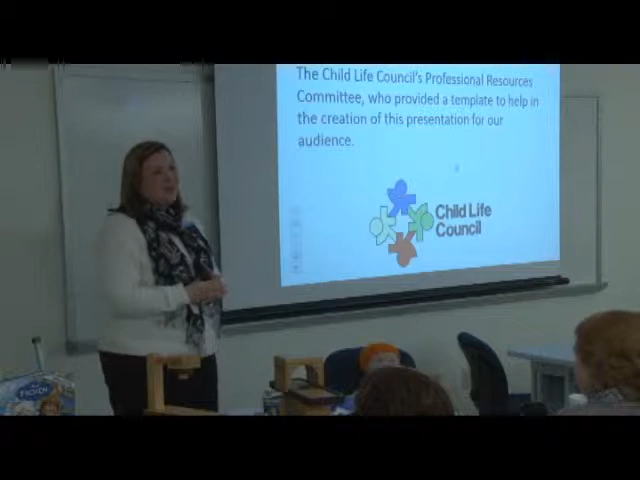 The Child Life Council's Professional Resources
Committee, who provided a template to help in
the creation of this presentation for our
audience.
Child Life
Council
FROZEN